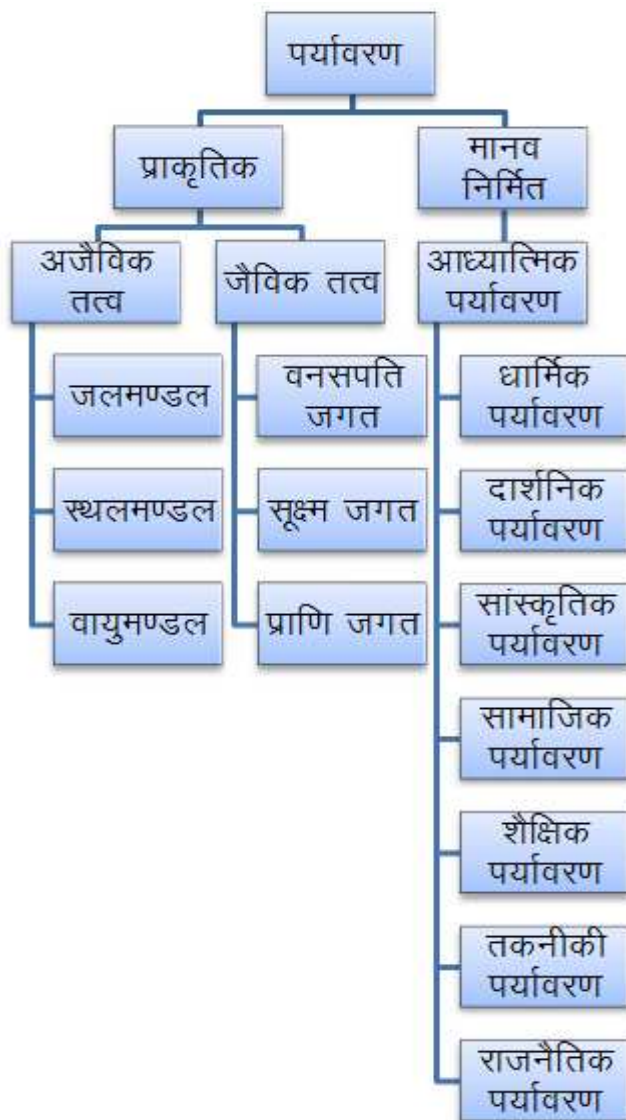 पर्यावरण
प्राकृतिक
मानव
निर्मित
अजैविक
तत्व
जैविक तत्व
आध्यात्मिक
पर्यावरण
जलमण्डल
वनसपति
जगत
धार्मिक
पर्यावरण
स्थलमण्डल
सूक्ष्म जगत
दार्शनिक
पर्यावरण
वायुमण्डल
प्राणि जगत
सांस्कृतिक
पर्यावरण
सामाजिक
पर्यावरण
शैक्षिक
पर्यावरण
तकनीकी
पर्यावरण
राजनैतिक
पर्यावरण